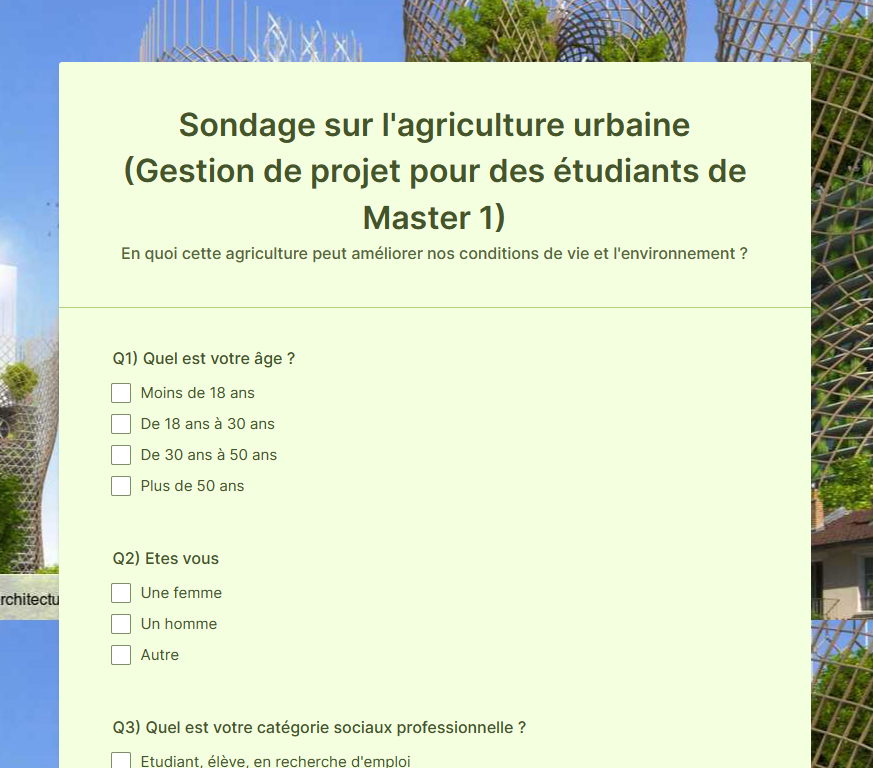 Sondage sur l'agriculture urbaine
(Gestion de projet pour des étudiants de
Master 1)
En quoi cette agriculture peut améliorer nos conditions de vie et l'environnement ?
Q1) Quel est votre âge ?
Moins de 18 ans
De 18 ans à 30 ans
De 30 ans à 50 ans
Plus de 50 ans
Q2) Etes vous
Une femme
Un homme
Autre
rchitectu
Q3) Quel est votre catégorie sociaux professionnelle ?
Etudiant, élève, en recherche d'emploi